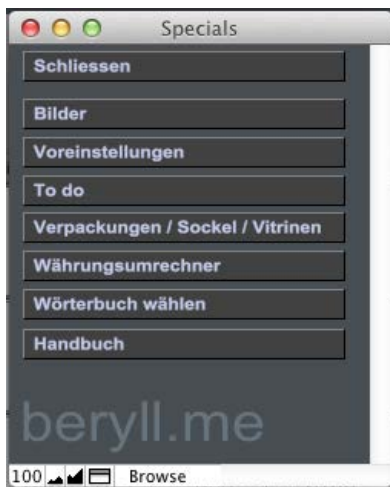 Specials
Schliessen
Bilder
Voreinstellungen
To do
Verpackungen / Sockel / Vitrinen
Währungsumrechner
Wörterbuch wählen
Handbuch
beryll.me
100 Browse